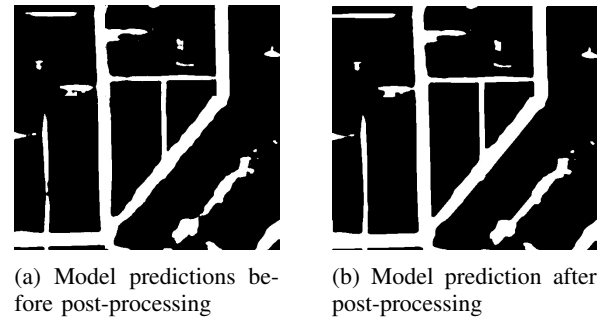 (a) Model predictions be-
fore post-processing
(b) Model prediction after
post-processing